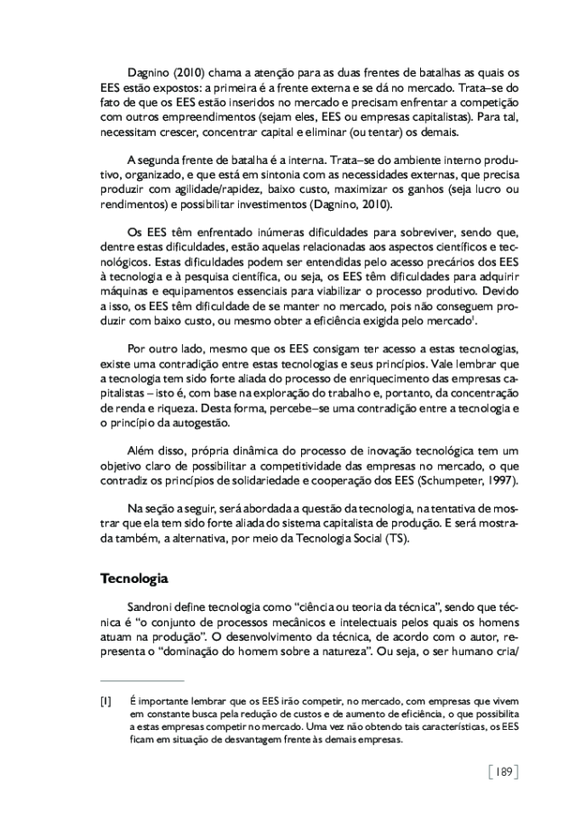 Dagnino (2010) chama a atenção para as duas frentes de batalhas as quais os
EES estão expostos: a primeira é a frente externa e se dá no mercado. Trata–se do
fato de que os EES estão inseridos no mercado e precisam enfrentar a competição
com outros empreendimentos (sejam eles, EES ou empresas capitalistas). Para tal,
necessitam crescer, concentrar capital e eliminar (ou tentar) os demais.
A segunda frente de batalha é a interna. Trata–se do ambiente interno produ-
tivo, organizado, e que está em sintonia com as necessidades externas, que precisa
produzir com agilidade/rapidez, baixo custo, maximizar os ganhos (seja lucro ou
rendimentos) e possibilitar investimentos (Dagnino, 2010).
Os EES têm enfrentado inúmeras dificuldades para sobreviver, sendo que,
dentre estas dificuldades, estão aquelas relacionadas aos aspectos científicos e tec-
nológicos. Estas dificuldades podem ser entendidas pelo acesso precários dos EES
à tecnologia e à pesquisa científica, ou seja, os EES têm dificuldades para adquirir
máquinas e equipamentos essenciais para viabilizar o processo produtivo. Devido
a isso, os EES têm dificuldade de se manter no mercado, pois não conseguem pro-
duzir com baixo custo, ou mesmo obter a eficiência exigida pelo mercado¹.
Por outro lado, mesmo que os EES consigam ter acesso a estas tecnologias,
existe uma contradição entre estas tecnologias e seus princípios. Vale lembrar que
a tecnologia tem sido forte aliada do processo de enriquecimento das empresas ca-
pitalistas – isto é, com base na exploração do trabalho e, portanto, da concentração
de renda e riqueza. Desta forma, percebe–se uma contradição entre a tecnologia e
o princípio da autogestão.
Além disso, própria dinâmica do processo de inovação tecnológica tem um
objetivo claro de possibilitar a competitividade das empresas no mercado, o que
contradiz os princípios de solidariedade e cooperação dos EES (Schumpeter, 1997).
Na seção a seguir, será abordada a questão da tecnologia, na tentativa de mos-
trar que ela tem sido forte aliada do sistema capitalista de produção. E será mostra-
da também, a alternativa, por meio da Tecnologia Social (TS).
Tecnologia
Sandroni define tecnologia como “ciência ou teoria da técnica”, sendo que téc-
nica é “o conjunto de processos mecânicos e intelectuais pelos quais os homens
atuam na produção”. O desenvolvimento da técnica, de acordo com o autor, re-
presenta o “dominação do homem sobre a natureza”. Ou seja, o ser humano cria/
[1] É importante lembrar que os EES irão competir, no mercado, com empresas que vivem
em constante busca pela redução de custos e de aumento de eficiência, o que possibilita
a estas empresas competir no mercado. Uma vez não obtendo tais características, os EES
ficam em situação de desvantagem frente às demais empresas.
[189]